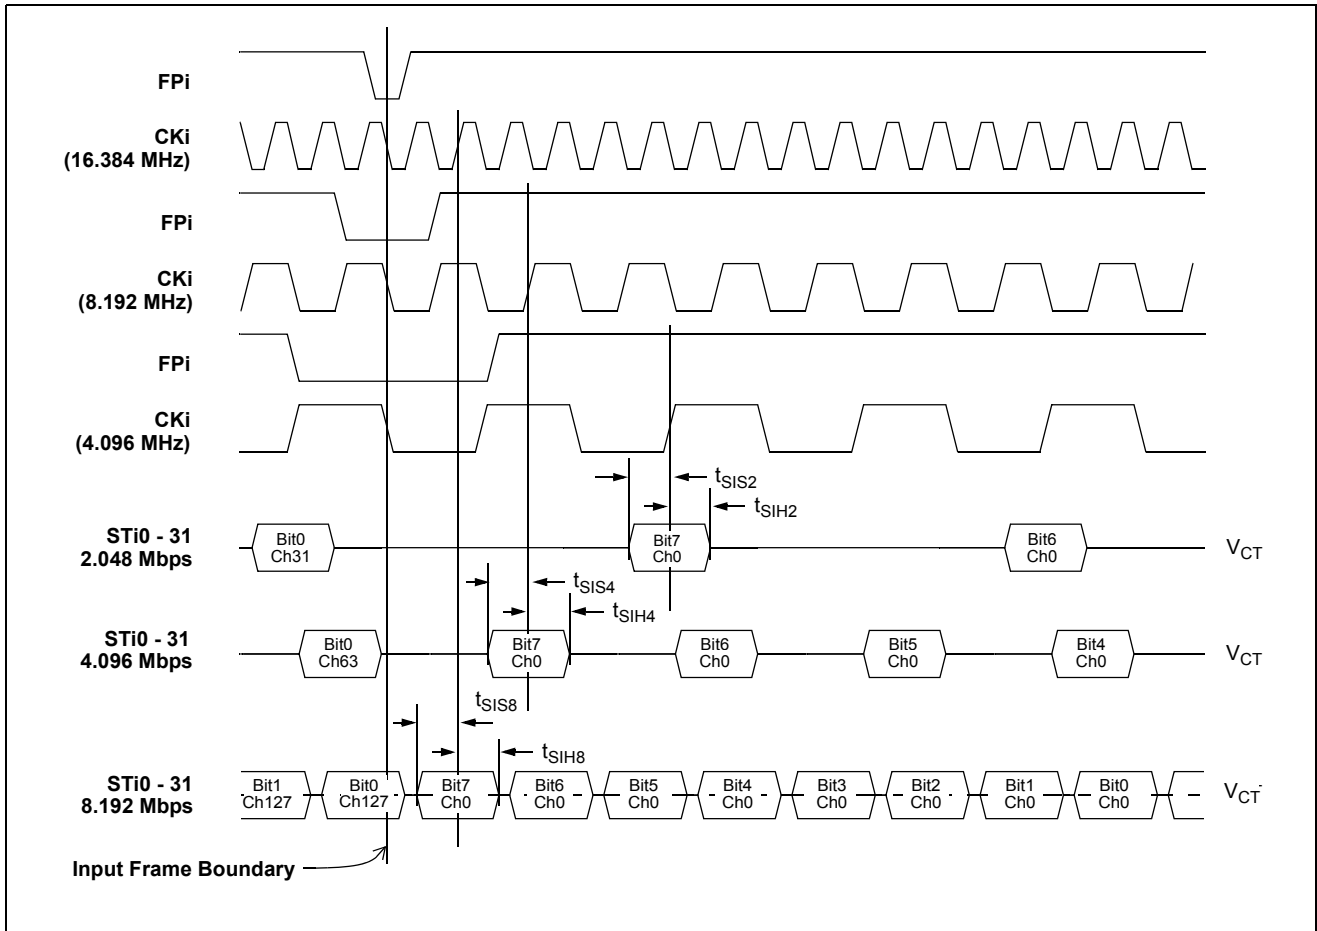 FPi
CKi
(16.384 MHz)
FPi
CKi
(8.192 MHz)
FPi
CKi
(4.096 MHz)
tSIS2
tSIH2
STi0 - 31
2.048 Mbps
Bit0
Ch31
Bit7
Ch0
Bit6
Ch0
VCT
tSIS4
tSIH4
STi0 - 31
4.096 Mbps
Bit0
Ch63
Bit7
Ch0
Bit6
Ch0
Bit5
Ch0
Bit4
Ch0
VCT
tSIS8
tSIH8
STi0 - 31
8.192 Mbps
Bit1
Ch127
Bit0
Ch127
Bit7
Ch0
Bit6
Ch0
Bit5
Ch0
Bit4
Ch0
Bit3
Ch0
Bit2
Ch0
Bit1
Ch0
Bit0
Ch0
VCT
Input Frame Boundary